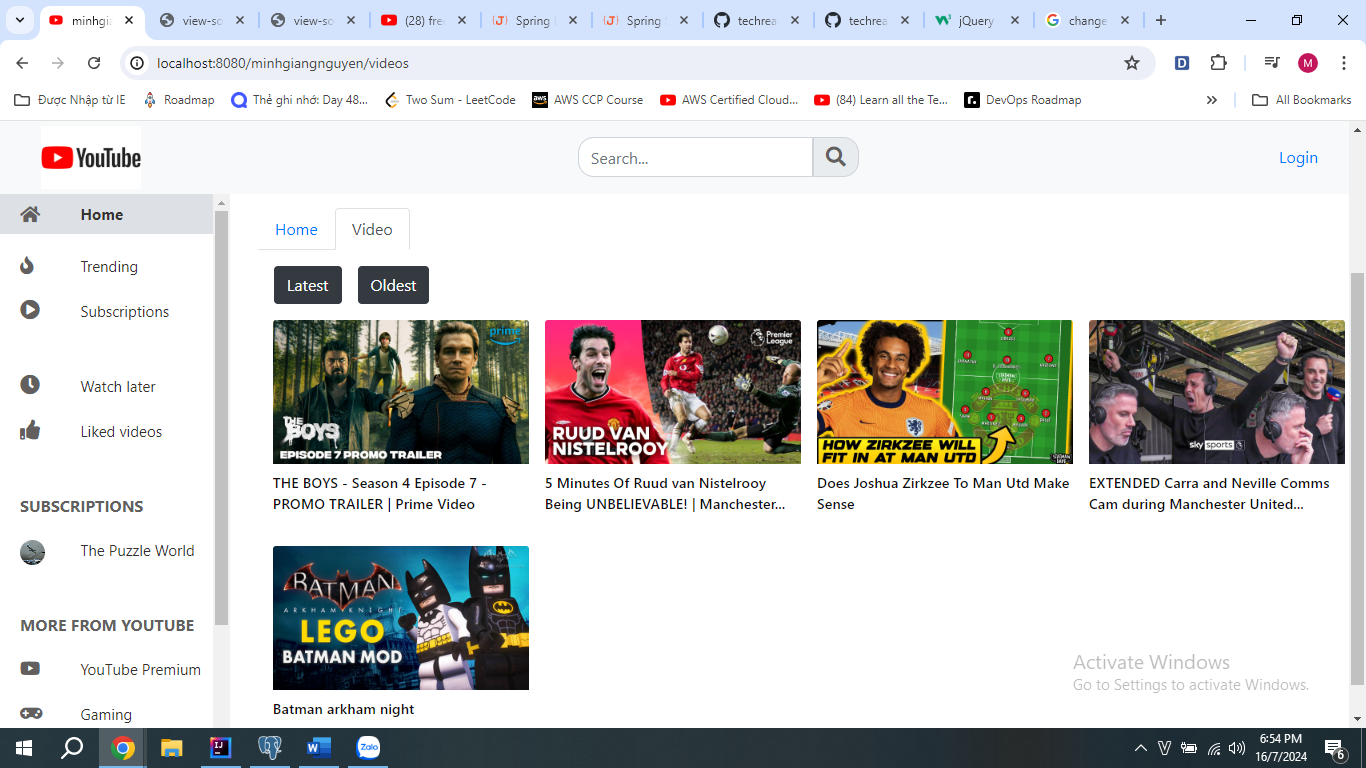 minhgia
view-so
view-so
(28) free
Spring
Spring
techrea
techrea
jQuery
change
localhost:8080/minhgiangnguyen/videos
D
M
Được Nhập từ IE
Roadmap
Thẻ ghi nhớ: Day 48...
Two Sum - LeetCode
aws
AWS CCP Course
AWS Certified Cloud...
(84) Learn all the Te...
DevOps Roadmap
All Bookmarks
YouTube
Search...
Login
Home
Trending
Subscriptions
Watch later
Liked videos
SUBSCRIPTIONS
The Puzzle World
MORE FROM YOUTUBE
YouTube Premium
Gaming
Home
Video
Latest
Oldest
prime
THE BOYS
EPISODE 7 PROMO TRAILER
THE BOYS - Season 4 Episode 7 -
PROMO TRAILER | Prime Video
Premier
League
RUUD VAN
NISTELROOY
5 Minutes Of Ruud van Nistelrooy
Being UNBELIEVABLE! | Manchester...
HOW ZIRKZEE WILL
FIT IN AT MAN UTD
Does Joshua Zirkzee To Man Utd Make
Sense
sky sports
EXTENDED Carra and Neville Comms
Cam during Manchester United...
BATMAN
ARKHAM KNIGHT
LEGO
BATMAN MOD
Batman arkham night
Activate Windows
Go to Settings to activate Windows.
Zalo
6:54 PM
16/7/2024
6